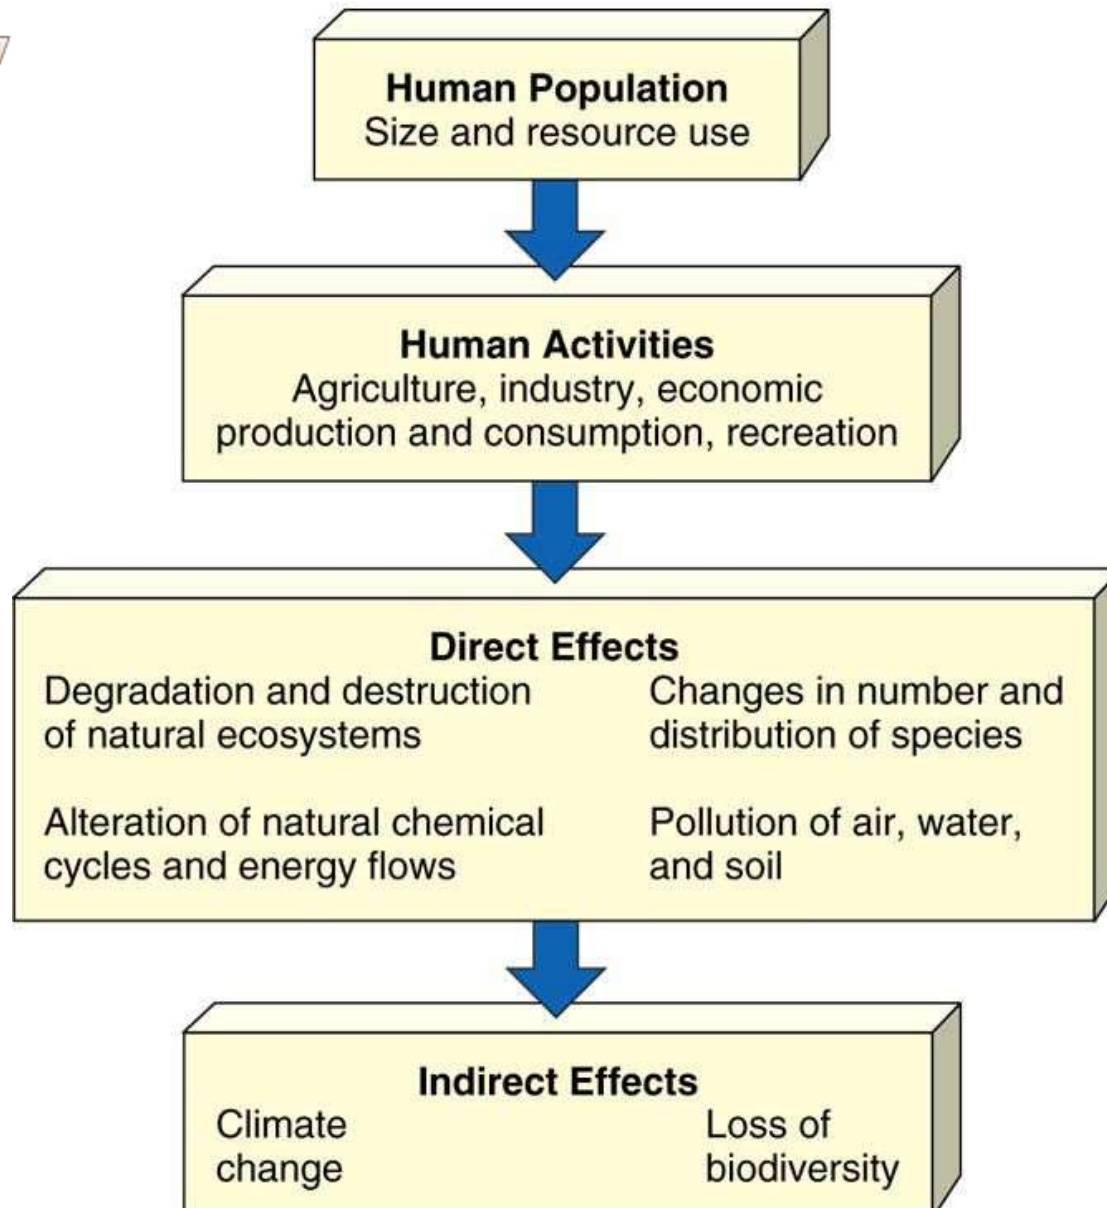 Human Population
Size and resource use
Human Activities
Agriculture, industry, economic
production and consumption, recreation
Direct Effects
Degradation and destruction
of natural ecosystems
Changes in number and
distribution of species
Alteration of natural chemical
cycles and energy flows
Pollution of air, water,
and soil
Indirect Effects
Climate
change
Loss of
biodiversity